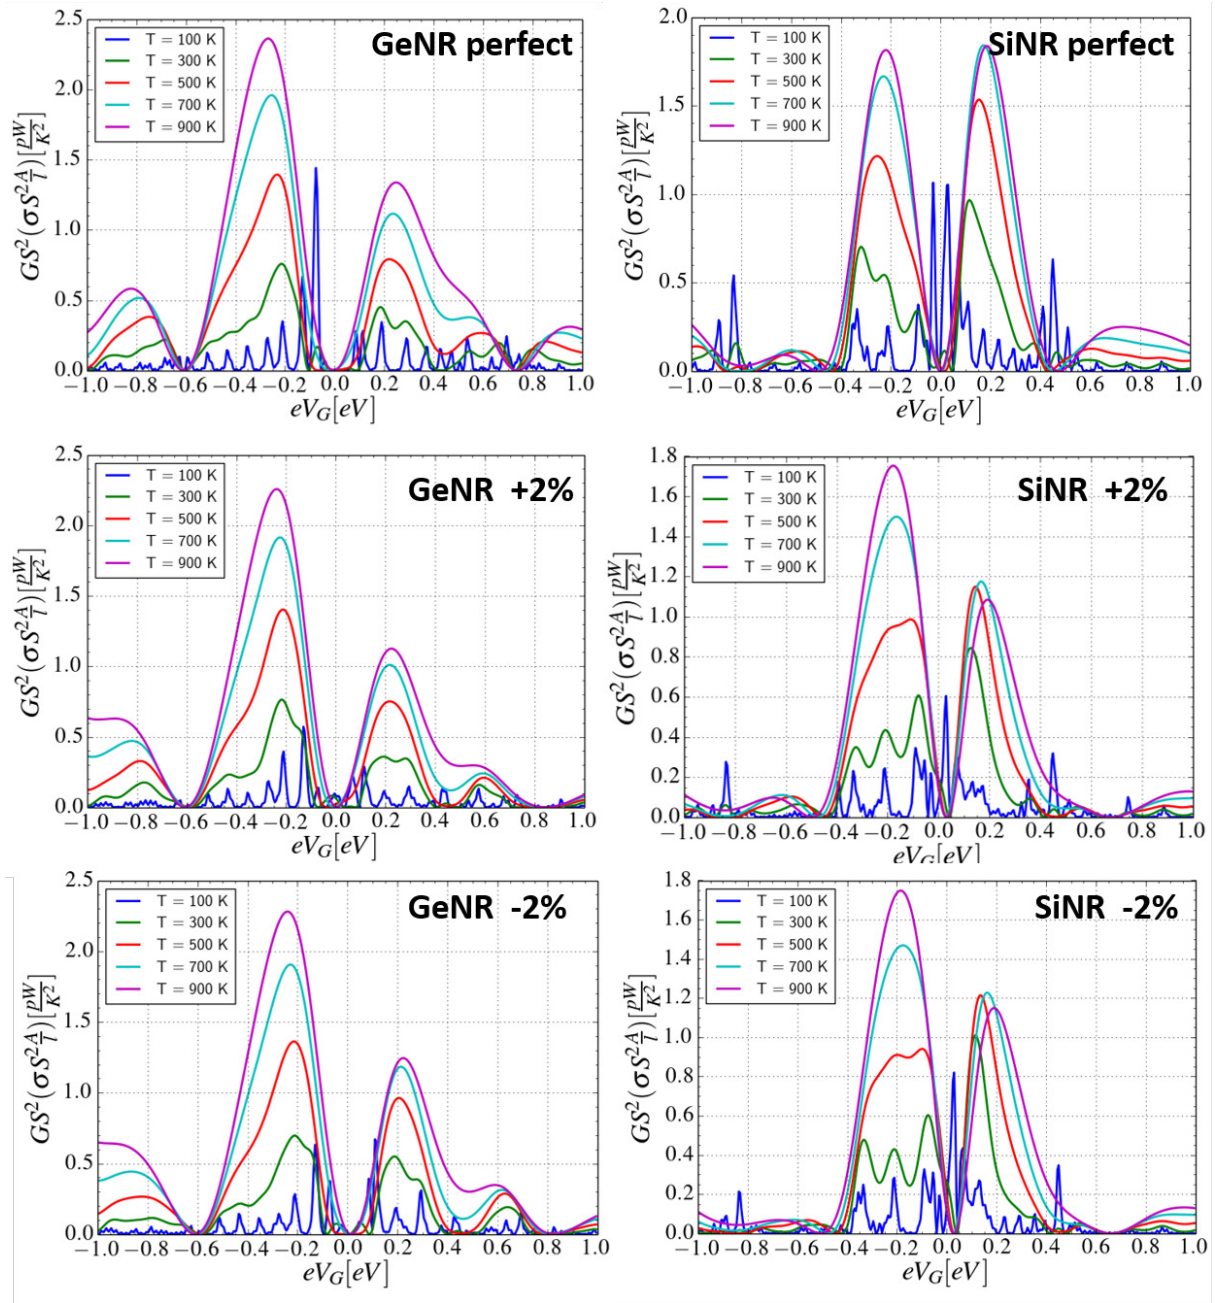 GeNR perfect
T = 100 K
T = 300 K
T = 500 K
T = 700 K
T = 900 K
GS²(σS² A/l)[pW/K²]
2.5
2.0
1.5
1.0
0.5
0.0
−1.0 −0.8 −0.6 −0.4 −0.2 0.0 0.2 0.4 0.6 0.8 1.0
eV_G[eV]
SiNR perfect
T = 100 K
T = 300 K
T = 500 K
T = 700 K
T = 900 K
GS²(σS² A/l)[pW/K²]
2.0
1.5
1.0
0.5
0.0
−1.0 −0.8 −0.6 −0.4 −0.2 0.0 0.2 0.4 0.6 0.8 1.0
eV_G[eV]
GeNR +2%
T = 100 K
T = 300 K
T = 500 K
T = 700 K
T = 900 K
GS²(σS² A/l)[pW/K²]
2.5
2.0
1.5
1.0
0.5
0.0
−1.0 −0.8 −0.6 −0.4 −0.2 0.0 0.2 0.4 0.6 0.8 1.0
eV_G[eV]
SiNR +2%
T = 100 K
T = 300 K
T = 500 K
T = 700 K
T = 900 K
GS²(σS² A/l)[pW/K²]
1.8
1.6
1.4
1.2
1.0
0.8
0.6
0.4
0.2
0.0
−1.0 −0.8 −0.6 −0.4 −0.2 0.0 0.2 0.4 0.6 0.8 1.0
eV_G[eV]
GeNR -2%
T = 100 K
T = 300 K
T = 500 K
T = 700 K
T = 900 K
GS²(σS² A/l)[pW/K²]
2.5
2.0
1.5
1.0
0.5
0.0
−1.0 −0.8 −0.6 −0.4 −0.2 0.0 0.2 0.4 0.6 0.8 1.0
eV_G[eV]
SiNR -2%
T = 100 K
T = 300 K
T = 500 K
T = 700 K
T = 900 K
GS²(σS² A/l)[pW/K²]
1.8
1.6
1.4
1.2
1.0
0.8
0.6
0.4
0.2
0.0
−1.0 −0.8 −0.6 −0.4 −0.2 0.0 0.2 0.4 0.6 0.8 1.0
eV_G[eV]